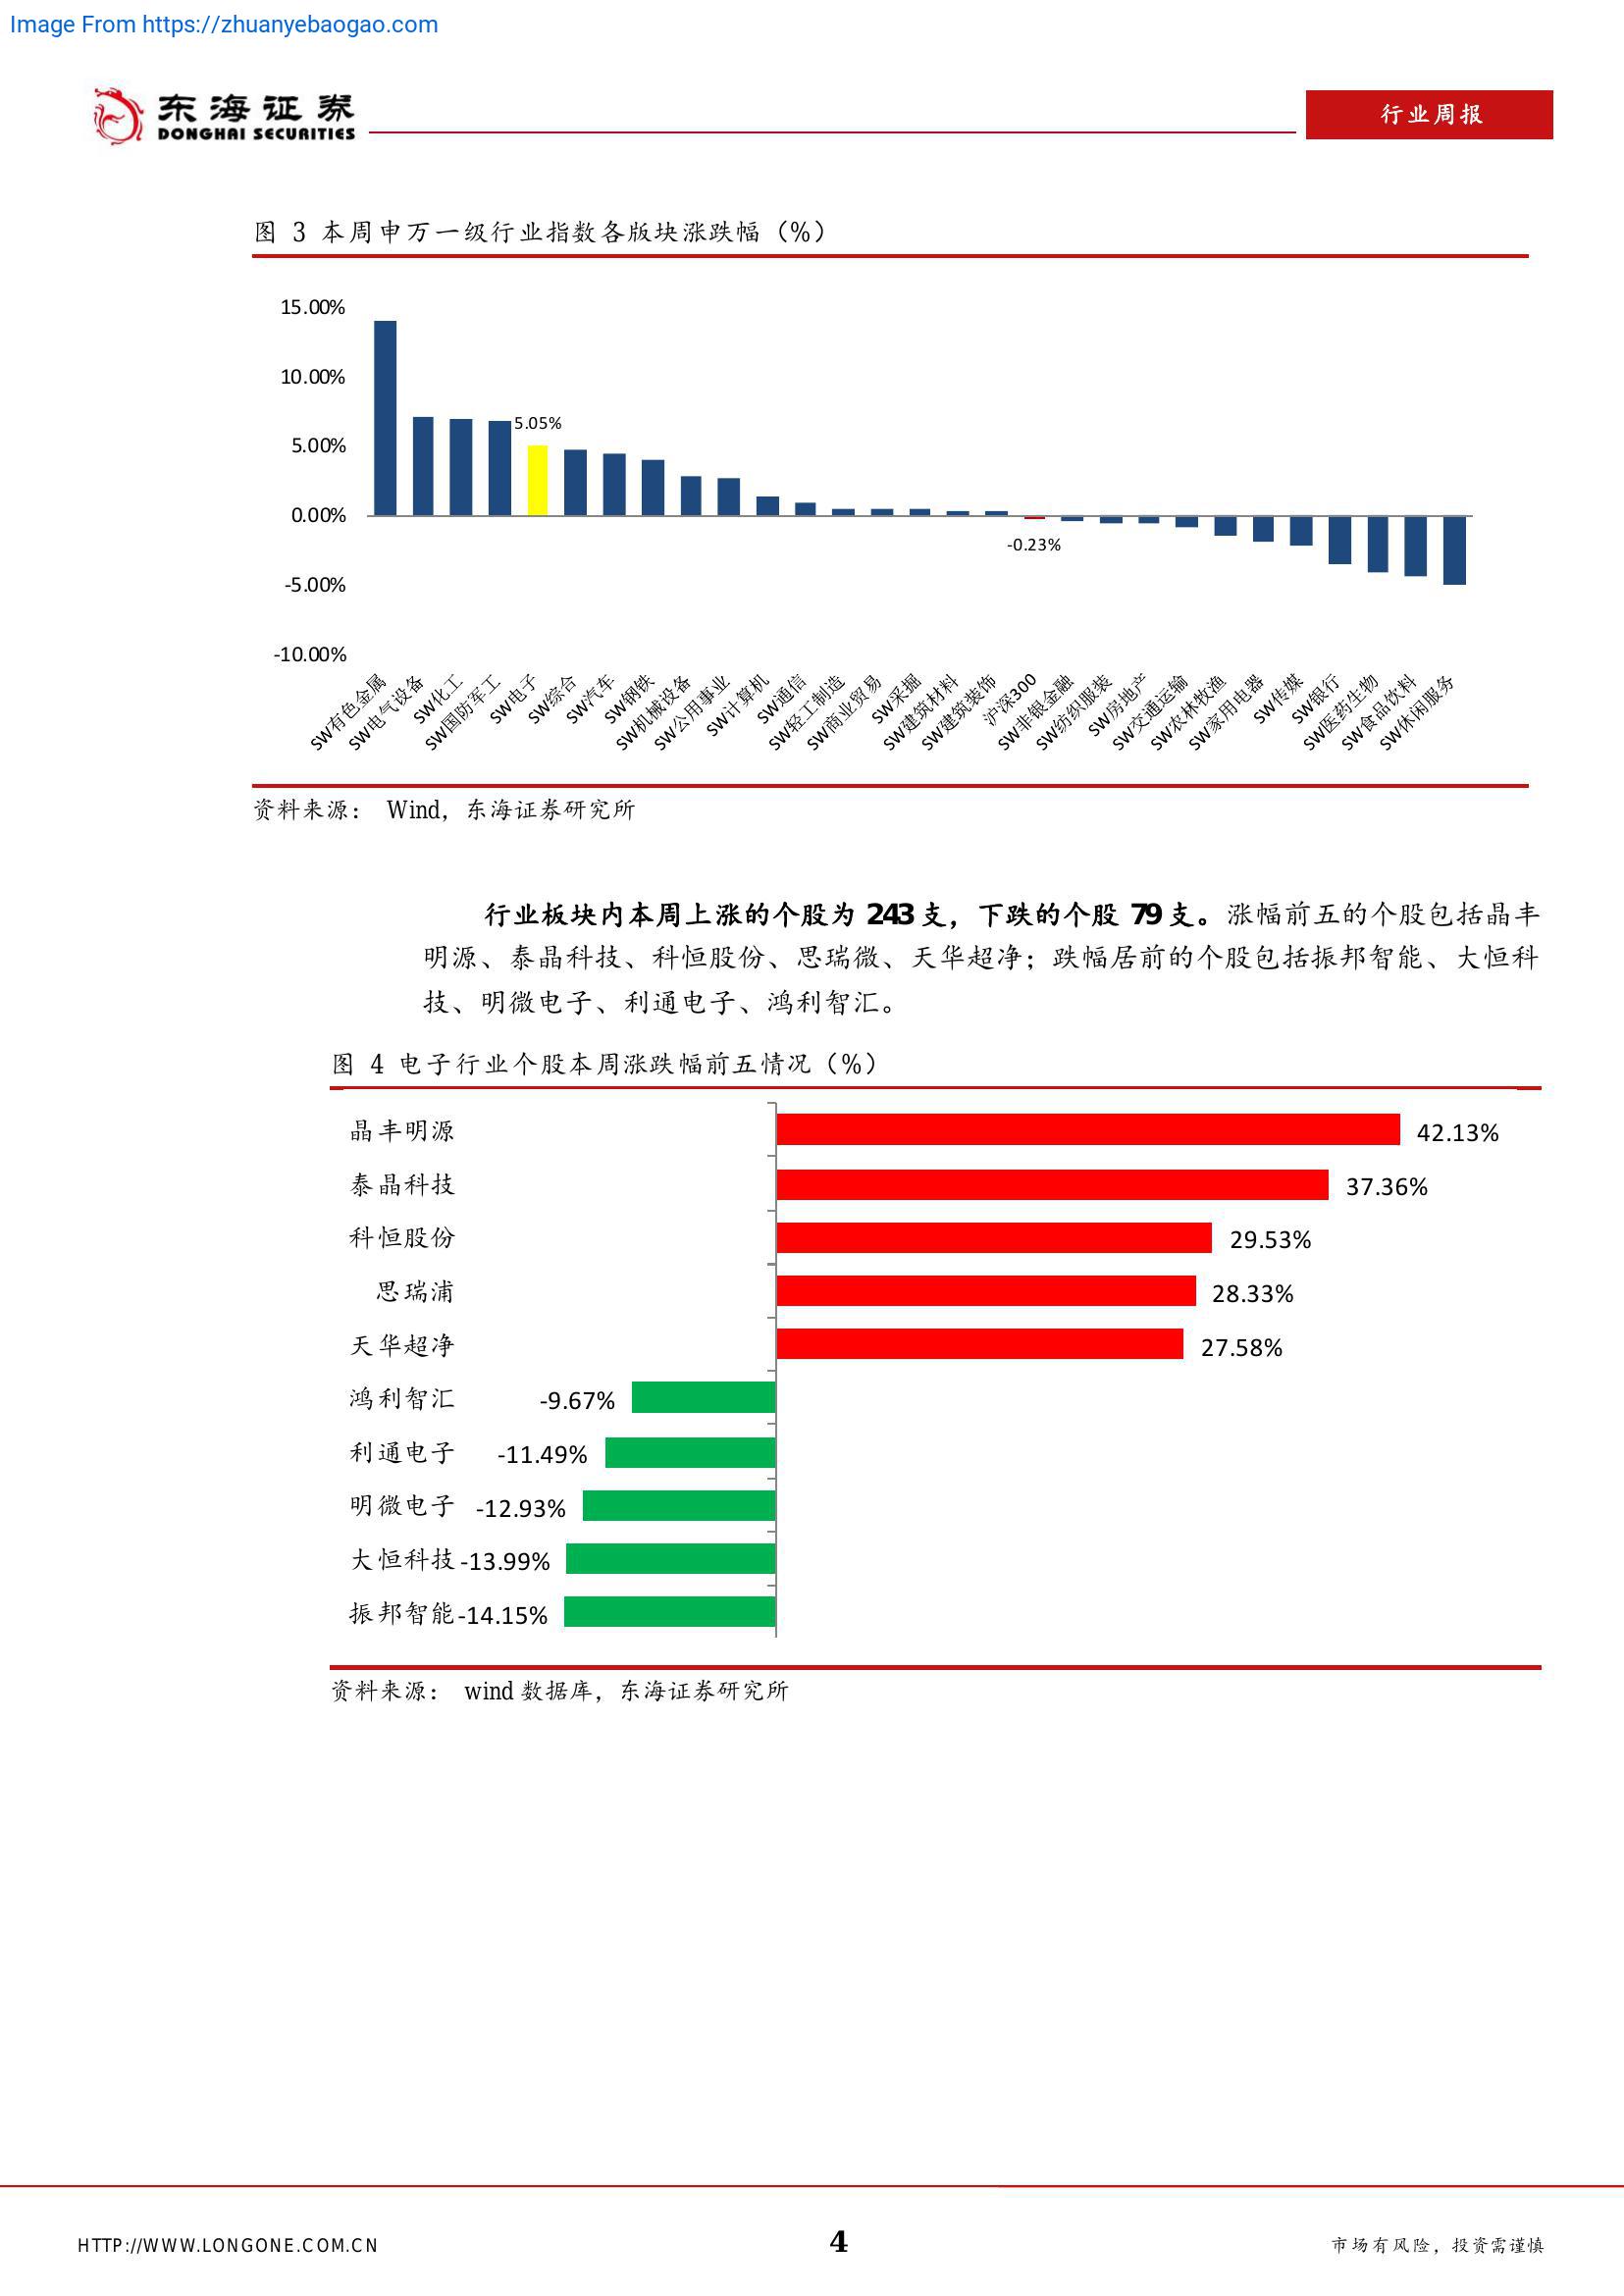 Image From https://zhuanyebaogao.com
东海证券
DONGHAI SECURITIES
行业周报
图 3 本周申万一级行业指数各版块涨跌幅（%）
15.00%
10.00%
5.00%
0.00%
-5.00%
-10.00%
5.05%
-0.23%
SW有色金属
SW电气设备
SW化工
SW国防军工
SW电子
SW综合
SW汽车
SW钢铁
SW机械设备
SW公用事业
SW计算机
SW通信
SW轻工制造
SW商业贸易
SW采掘
SW建筑材料
SW建筑装饰
沪深300
SW非银金融
SW纺织服装
SW房地产
SW交通运输
SW农林牧渔
SW家用电器
SW传媒
SW银行
SW医药生物
SW食品饮料
SW休闲服务
资料来源： Wind，东海证券研究所
行业板块内本周上涨的个股为 243 支，下跌的个股 79 支。涨幅前五的个股包括晶丰
明源、泰晶科技、科恒股份、思瑞微、天华超净；跌幅居前的个股包括振邦智能、大恒科
技、明微电子、利通电子、鸿利智汇。
图 4 电子行业个股本周涨跌幅前五情况（%）
晶丰明源 42.13%
泰晶科技 37.36%
科恒股份 29.53%
思瑞浦 28.33%
天华超净 27.58%
鸿利智汇 -9.67%
利通电子 -11.49%
明微电子 -12.93%
大恒科技 -13.99%
振邦智能 -14.15%
资料来源： wind 数据库，东海证券研究所
HTTP://WWW.LONGONE.COM.CN
4
市场有风险，投资需谨慎